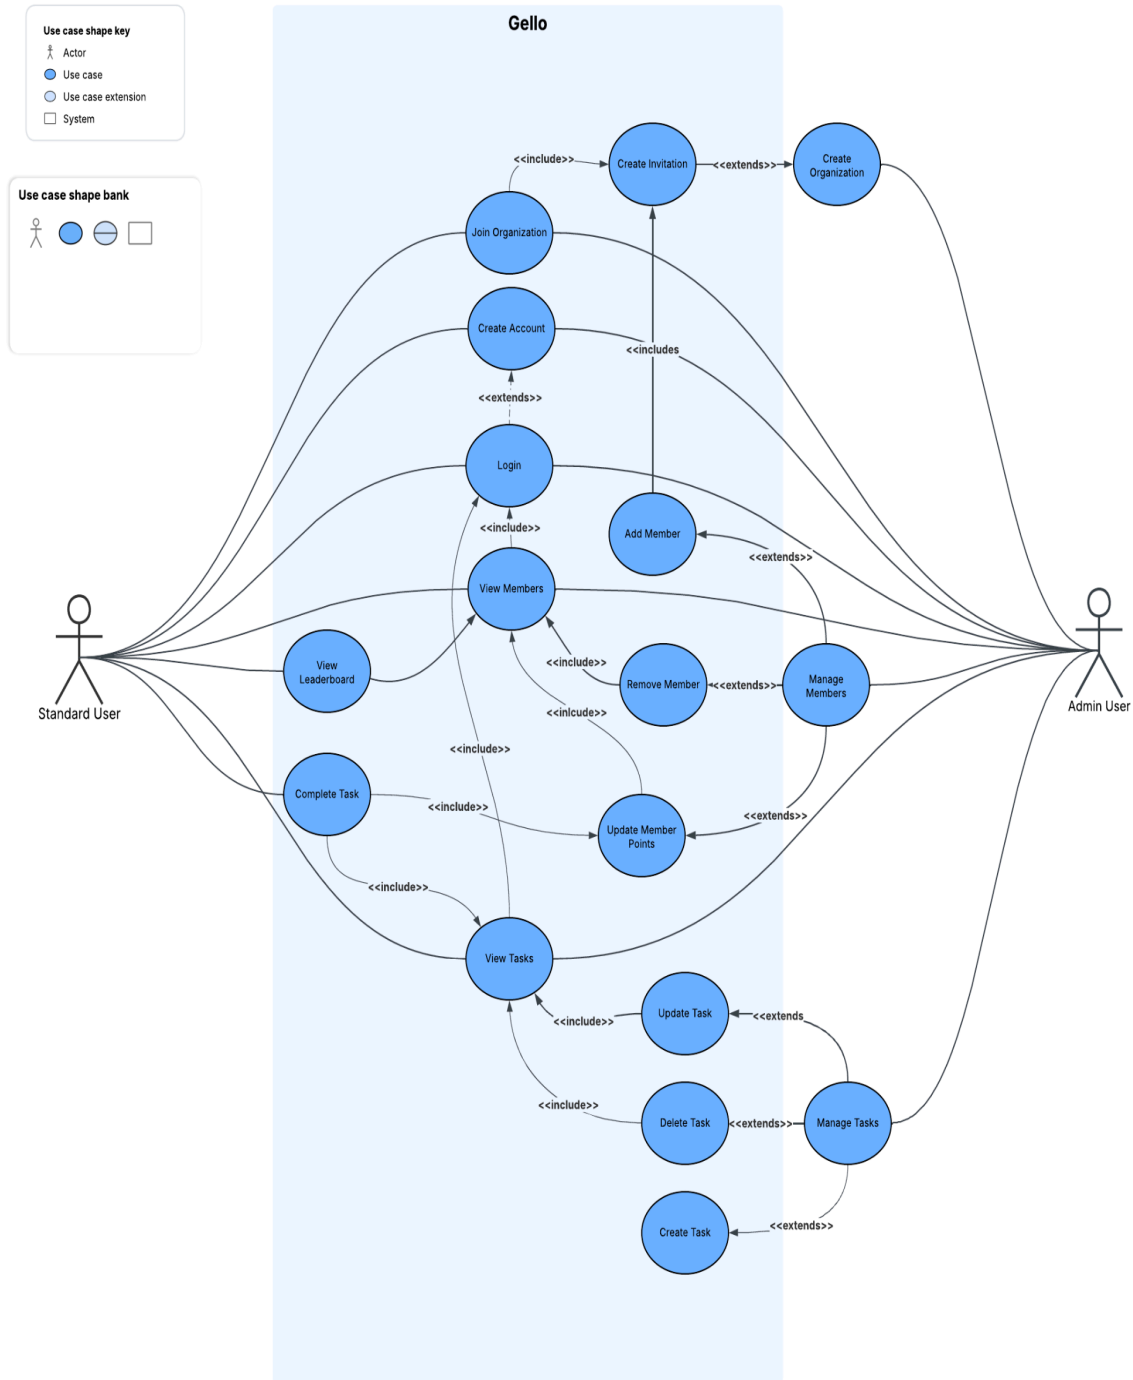 Gello
Use case shape key
Actor
Use case
Use case extension
System
Use case shape bank
<<include>>
Create Invitation
<<extends>>
Create
Organization
Join Organization
Create Account
<<includes
<<extends>>
Login
<<include>>
Add Member
<<extends>>
View Members
View
Leaderboard
<<include>>
Remove Member
<<extends>>
Manage
Members
Standard User
Admin User
<<inlcude>>
<<include>>
Complete Task
<<include>>
<<extends>>
Update Member
Points
<<include>>
View Tasks
<<include>>
Update Task
<<extends
<<include>>
Delete Task
<<extends>>
Manage Tasks
Create Task
<<extends>>